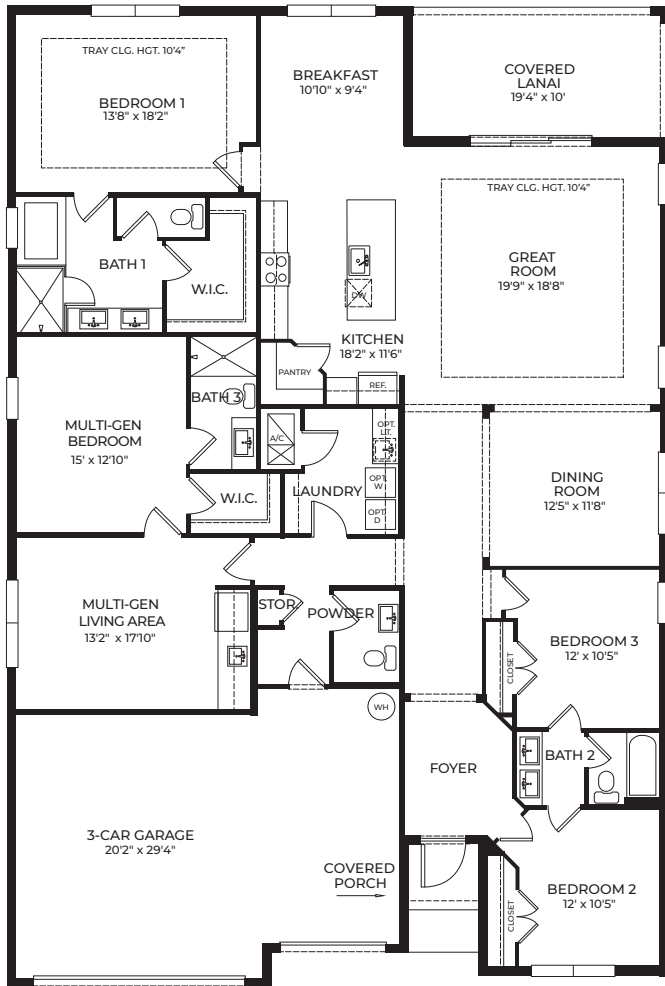 TRAY CLG. HGT. 10'4"
BEDROOM 1
13'8" x 18'2"
BREAKFAST
10'10" x 9'4"
COVERED
LANAI
19'4" x 10'
TRAY CLG. HGT. 10'4"
GREAT
ROOM
19'9" x 18'8"
BATH 1
W.I.C.
DW
KITCHEN
18'2" x 11'6"
PANTRY
REF.
BATH 3
MULTI-GEN
BEDROOM
15' x 12'10"
A/C
OPT.
LT.
LAUNDRY
OPT.
W
OPT.
D
W.I.C.
DINING
ROOM
12'5" x 11'8"
MULTI-GEN
LIVING AREA
13'2" x 17'10"
STOR.
POWDER
BEDROOM 3
12' x 10'5"
CLOSET
WH
FOYER
BATH 2
3-CAR GARAGE
20'2" x 29'4"
COVERED
PORCH
BEDROOM 2
12' x 10'5"
CLOSET